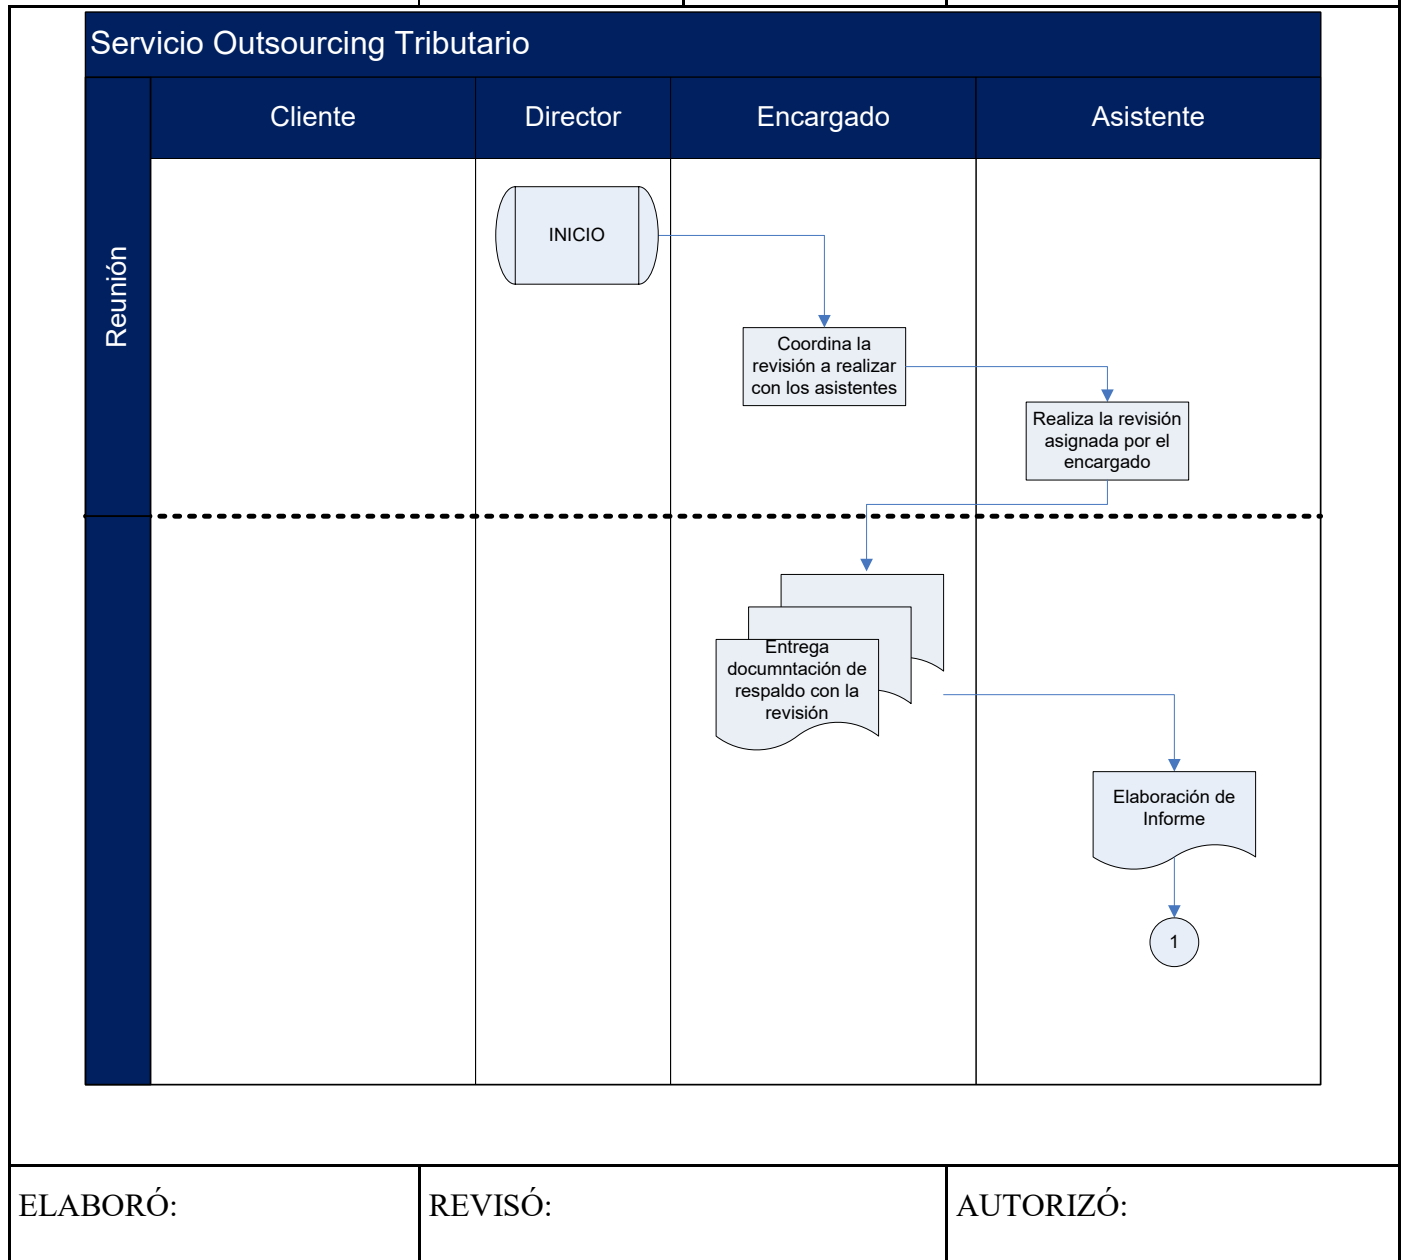 Servicio Outsourcing Tributario
Cliente
Director
Encargado
Asistente
Reunión
INICIO
Coordina la
revisión a realizar
con los asistentes
Realiza la revisión
asignada por el
encargado
Entrega
documntación de
respaldo con la
revisión
Elaboración de
Informe
1
ELABORÓ:
REVISÓ:
AUTORIZÓ: